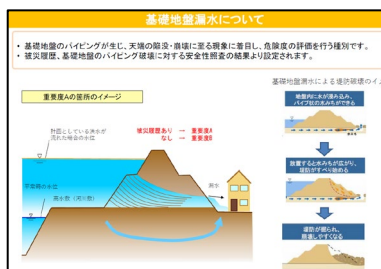 基礎地盤漏水について
・ 基礎地盤のパイピングが生じ、天端の陥没・崩壊に至る現象に着目し、危険度の評価を行う種別です。
・ 被災履歴、基礎地盤のパイピング破壊に対する安全性照査の結果より設定されます。
重要度Aの箇所のイメージ
計画としている洪水が
流れた場合の水位
被災履歴あり → 重要度A
なし → 重要度B
平常時の水位
高水敷（河川敷）
漏水
基礎地盤漏水による堤防破壊のイメ
地盤内に水が浸み込み、
パイプ状の水みちができる
放置すると水みちが広がり、
堤防がすべり始める
堤防が掘られ、
崩壊しやすくなる